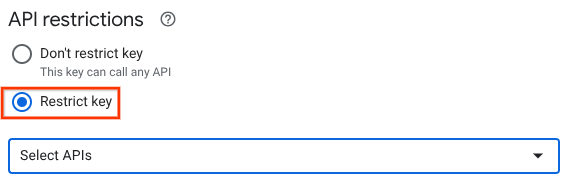 API restrictions
Don't restrict key
This key can call any API
Restrict key
Select APIs